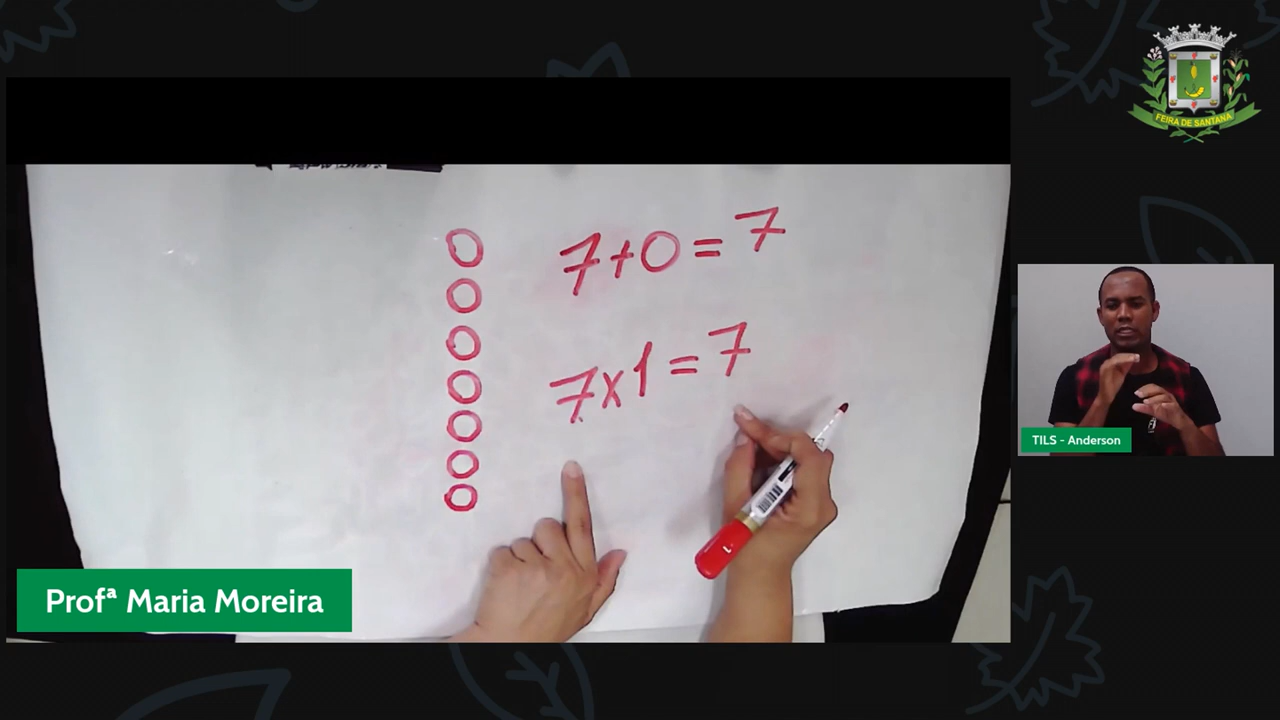 FEIRA DE SANTANA
7+0=7
7x1=7
TILS - Anderson
Profª Maria Moreira